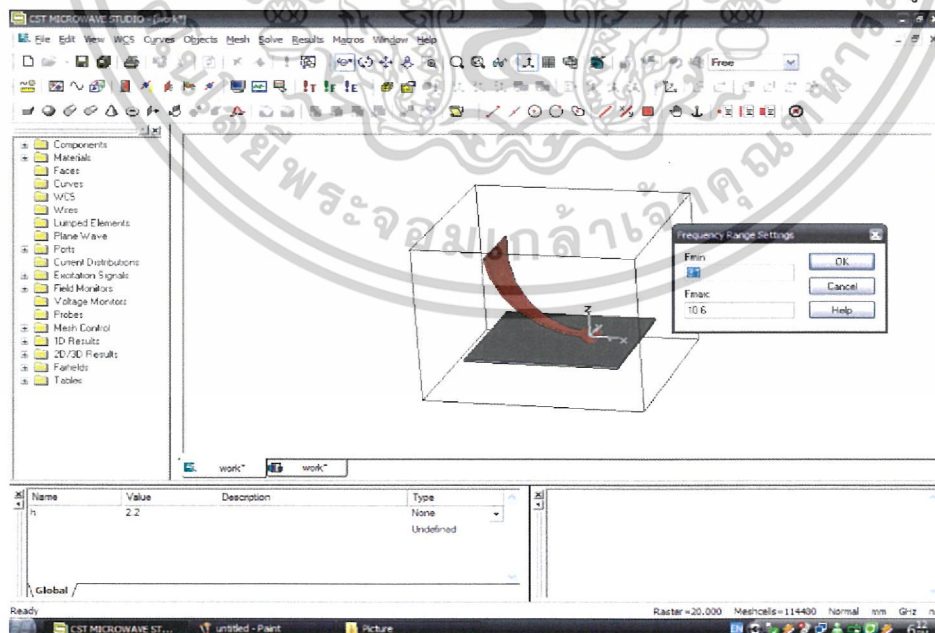 CST MICROWAVE STUDIO - [work*]
File Edit View WCS Curves Objects Mesh Solve Results Macros Window Help
Free
Components
Materials
Faces
Curves
WCS
Wires
Lumped Elements
Plane Wave
Ports
Current Distributions
Excitation Signals
Field Monitors
Voltage Monitors
Probes
Mesh Control
1D Results
2D/3D Results
Farfields
Tables
z
x
Frequency Range Settings
Fmin
OK
Cancel
Fmax:
10.6
Help
work* work*
Name Value Description Type
h 2.2 None
Undefined
Global
Ready Raster=20.000 Meshcells=114480 Normal mm GHz n
CST MICROWAVE ST... untitled - Paint Picture EN